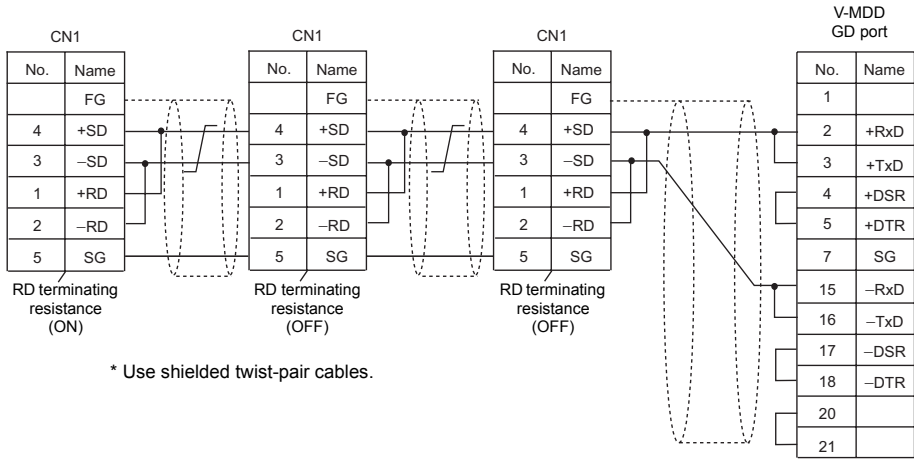 V-MDD
GD port
CN1
No. Name
FG
4 +SD
3 −SD
1 +RD
2 −RD
5 SG
RD terminating
resistance
(ON)
CN1
No. Name
FG
4 +SD
3 −SD
1 +RD
2 −RD
5 SG
RD terminating
resistance
(OFF)
CN1
No. Name
FG
4 +SD
3 −SD
1 +RD
2 −RD
5 SG
RD terminating
resistance
(OFF)
No. Name
1
2 +RxD
3 +TxD
4 +DSR
5 +DTR
7 SG
15 −RxD
16 −TxD
17 −DSR
18 −DTR
20
21
* Use shielded twist-pair cables.